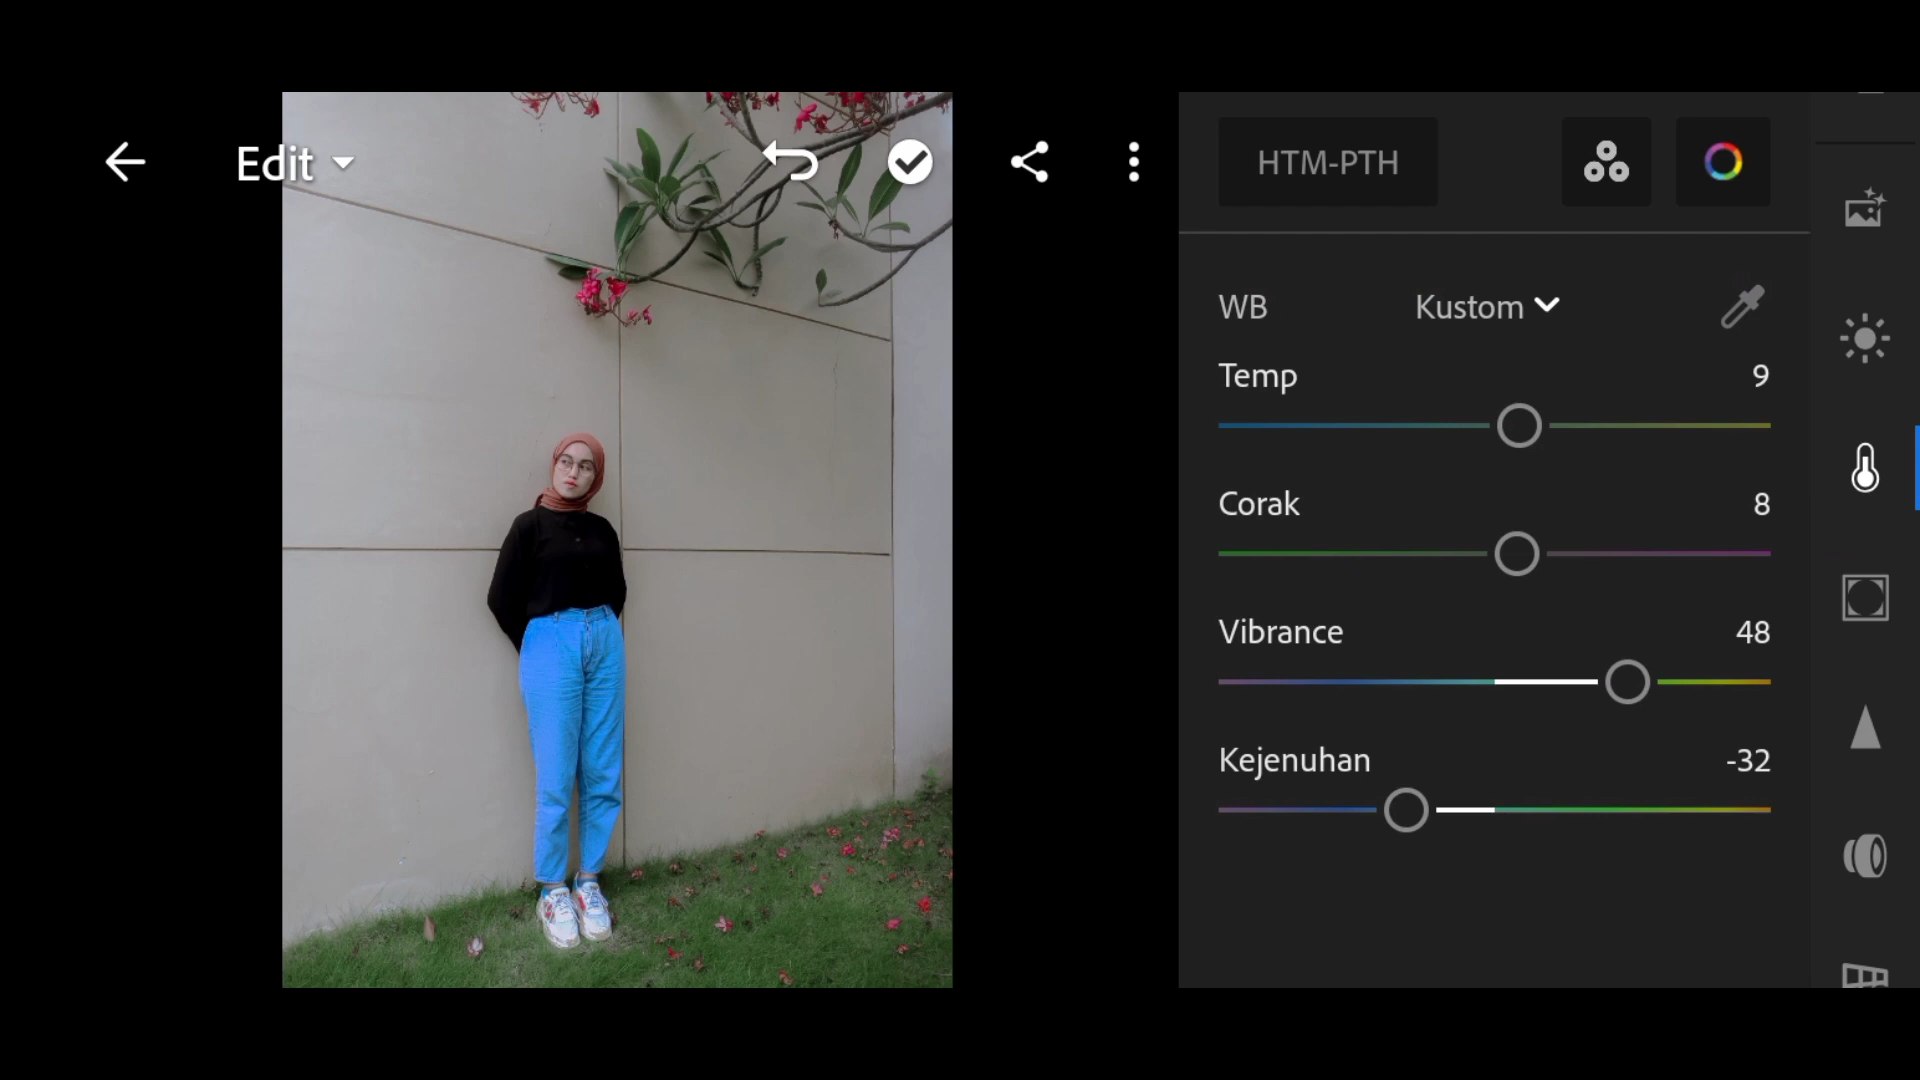 Edit
HTM-PTH
WB Kustom
Temp 9
Corak 8
Vibrance 48
Kejenuhan -32